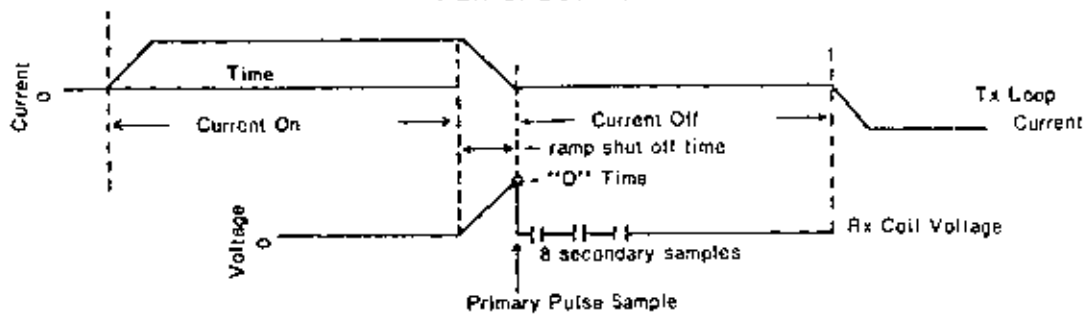 Current
0
Time
Tx Loop
Current
Current On
Current Off
ramp shut off time
"0" Time
Voltage
0
Rx Coil Voltage
8 secondary samples
Primary Pulse Sample